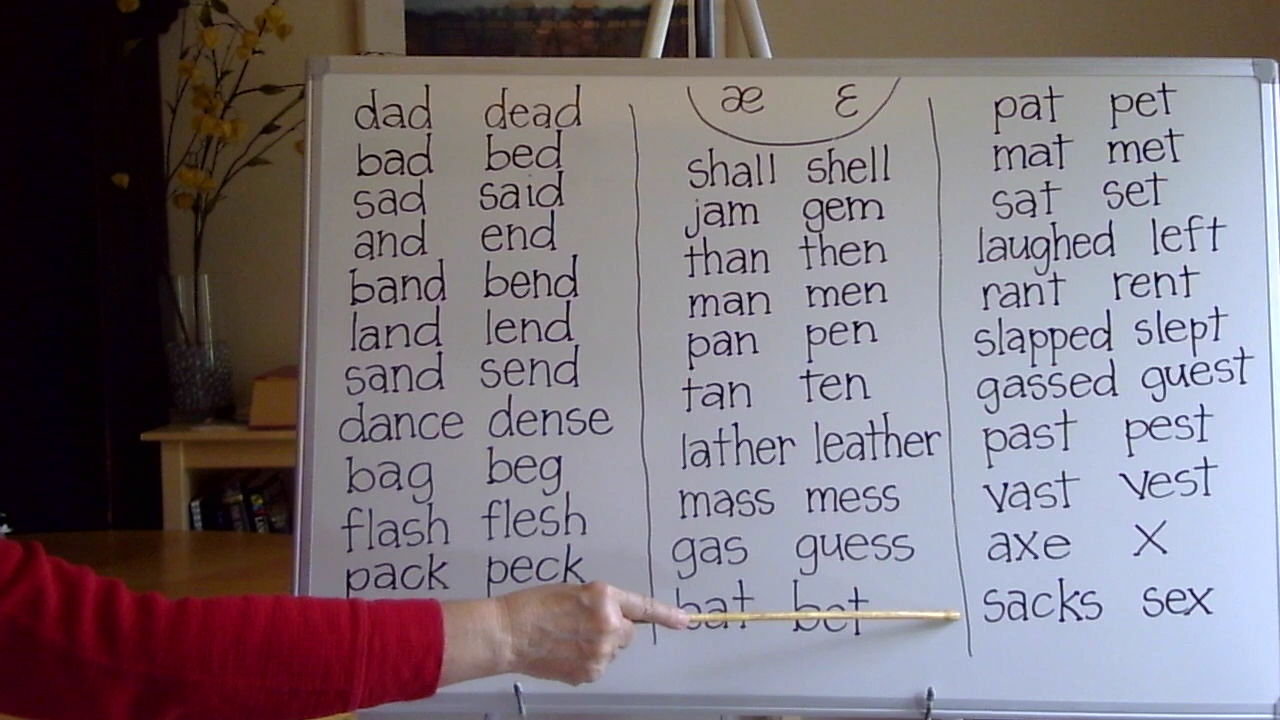 dad dead
bad bed
sad said
and end
band bend
land lend
sand send
dance dense
bag beg
flash flesh
pack peck
æ ɛ
shall shell
jam gem
than then
man men
pan pen
tan ten
lather leather
mass mess
gas guess
bat bet
pat pet
mat met
sat set
laughed left
rant rent
slapped slept
gassed guest
past pest
vast vest
axe X
sacks sex